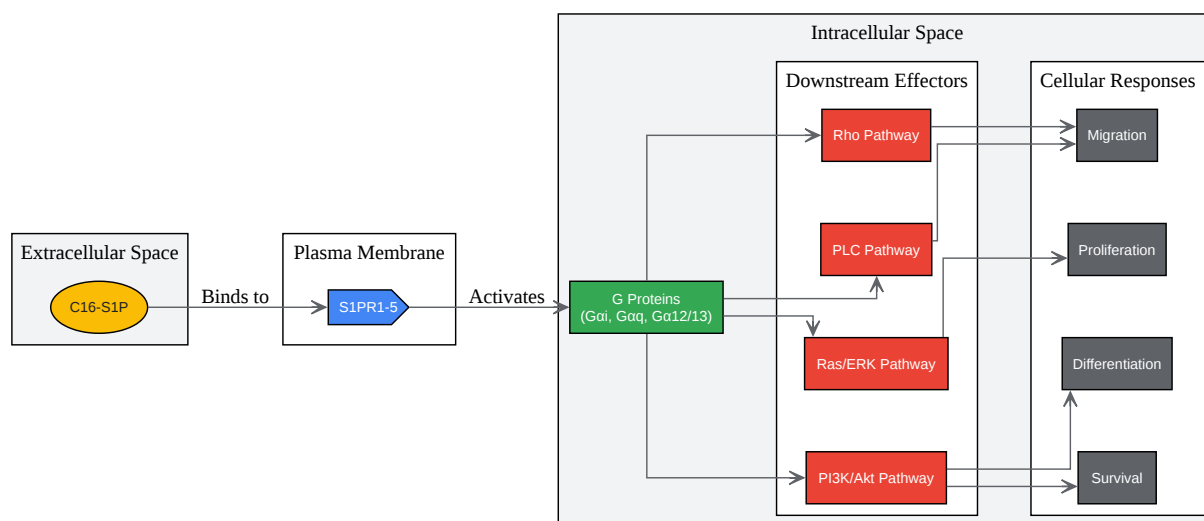 Intracellular Space
Downstream Effectors
Cellular Responses
Rho Pathway
Migration
Extracellular Space
Plasma Membrane
PLC Pathway
Proliferation
C16-S1P
Binds to
S1PR1-5
Activates
G Proteins
(Gαi, Gαq, Gα12/13)
Ras/ERK Pathway
Differentiation
PI3K/Akt Pathway
Survival